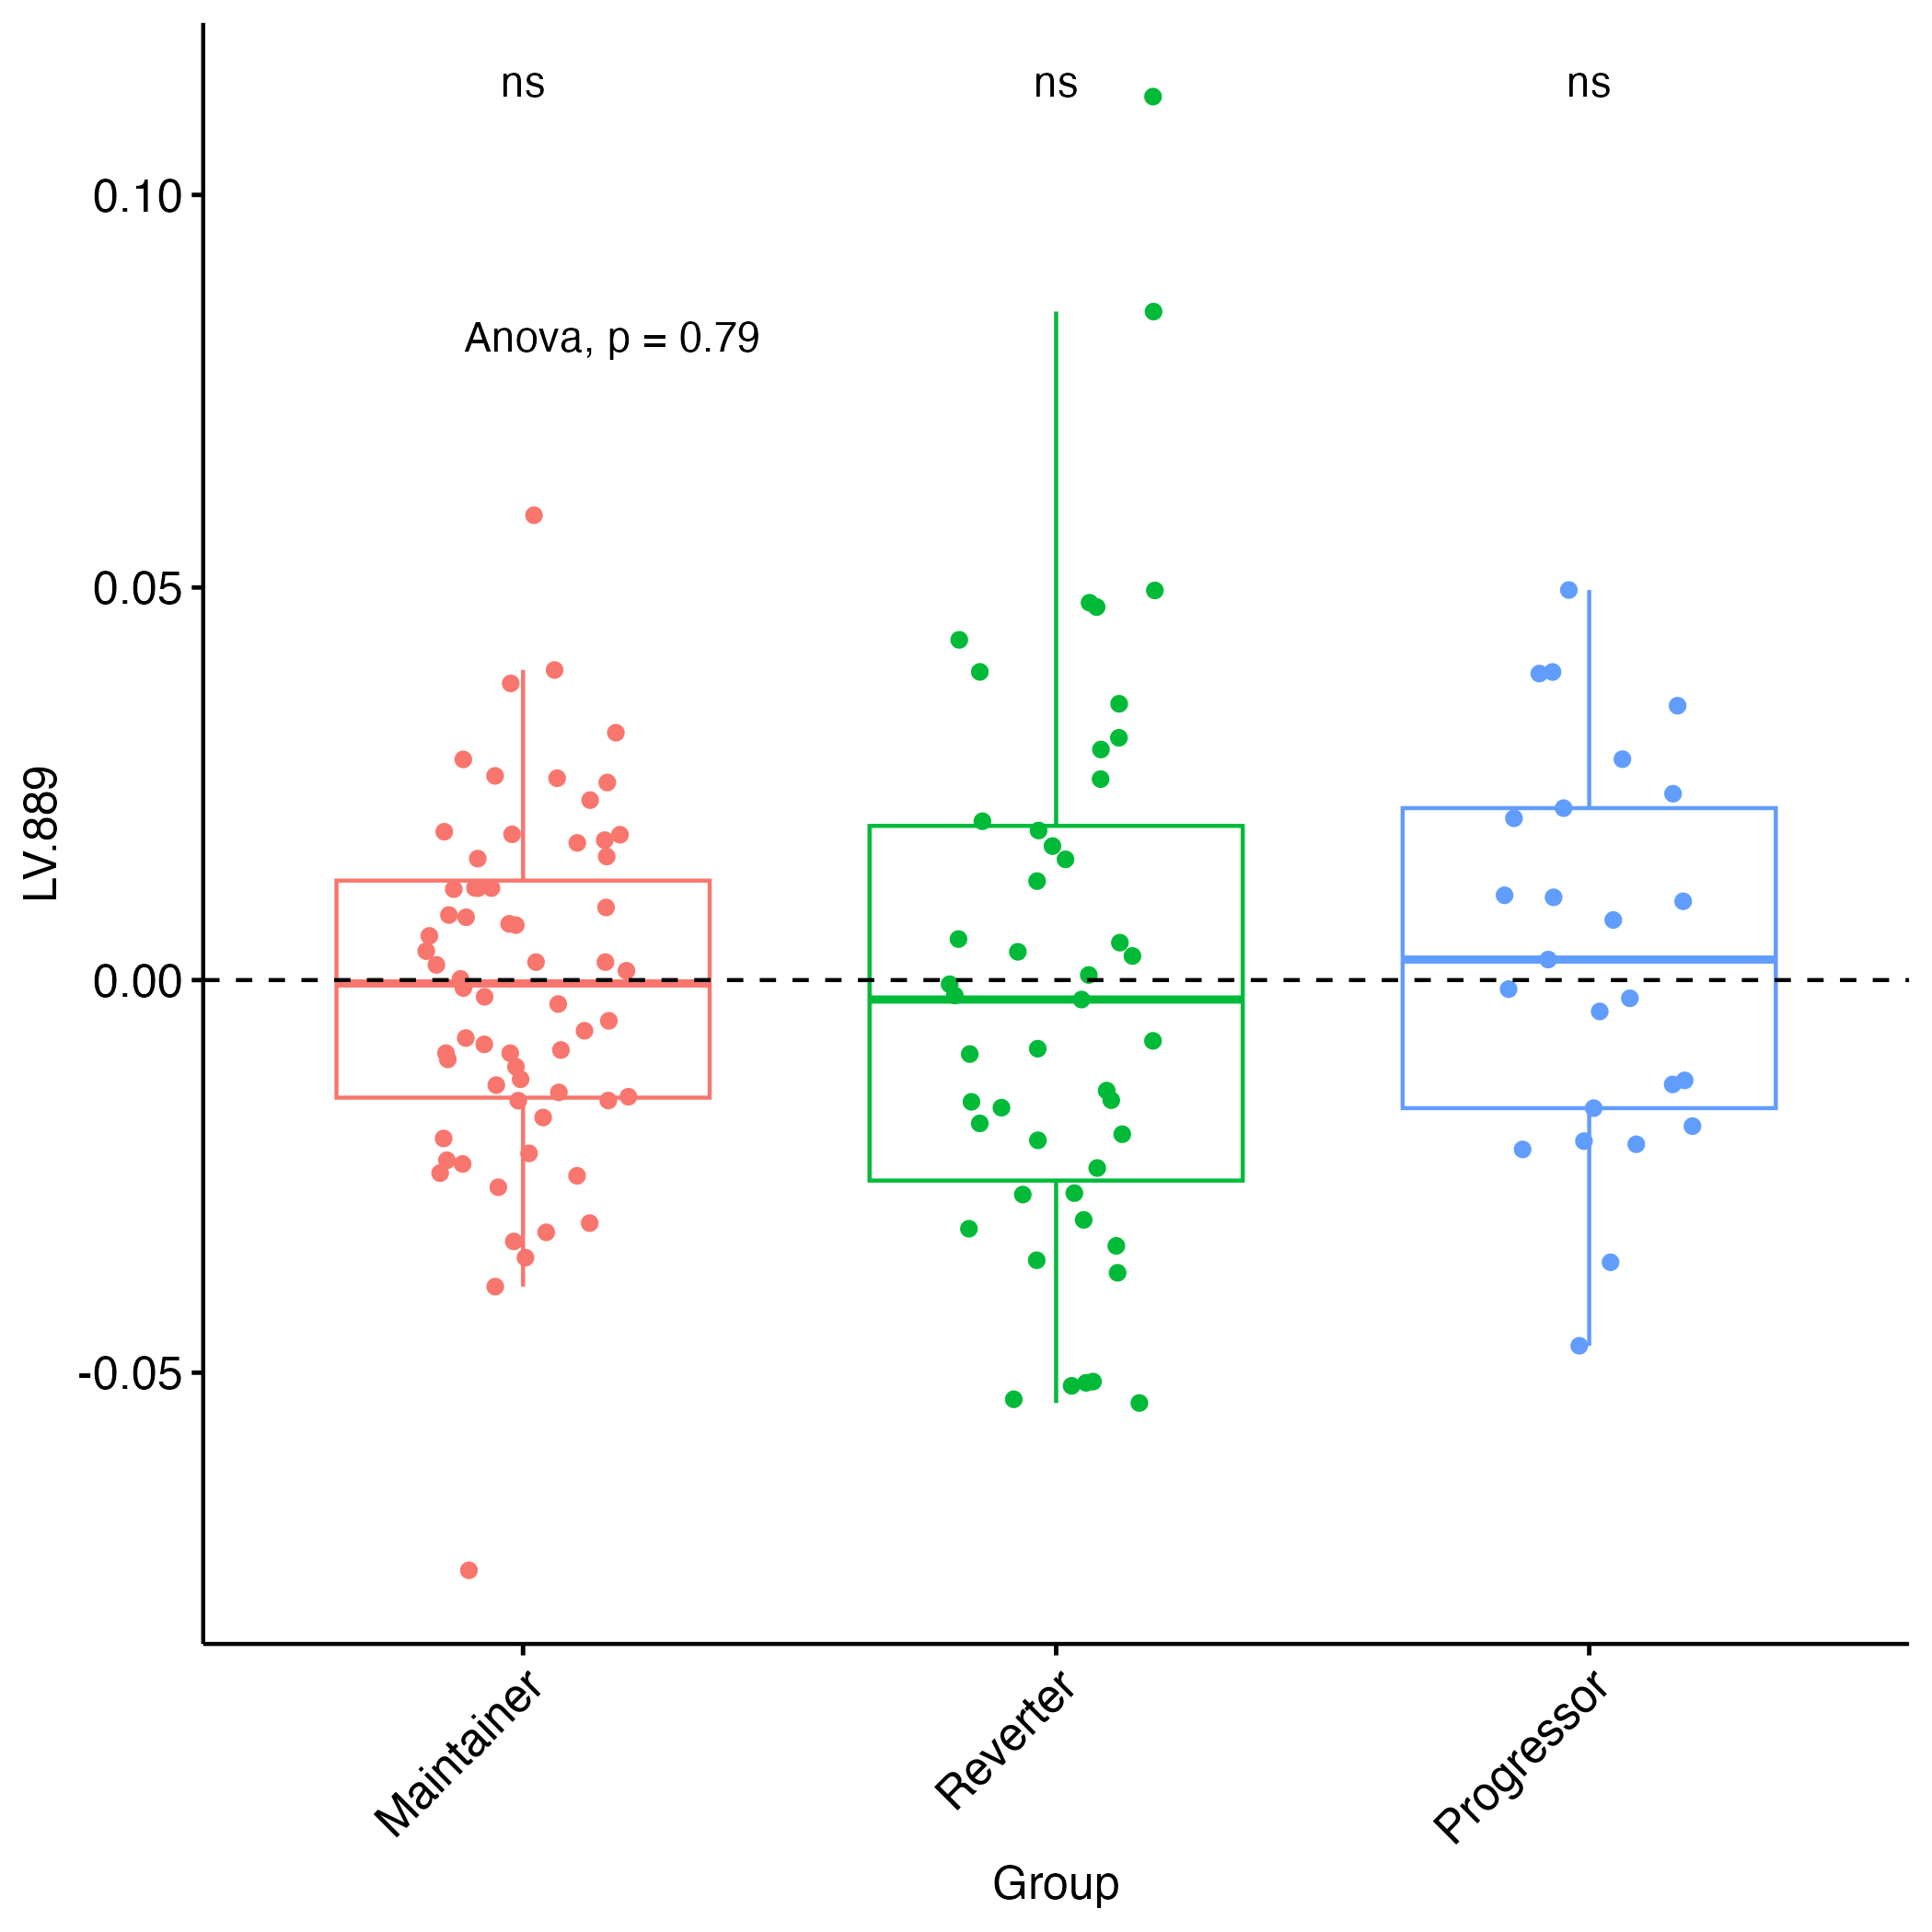 ns ns ns
0.10
Anova, p = 0.79
0.05
LV.889
0.00
-0.05
Maintainer Reverter Progressor
Group